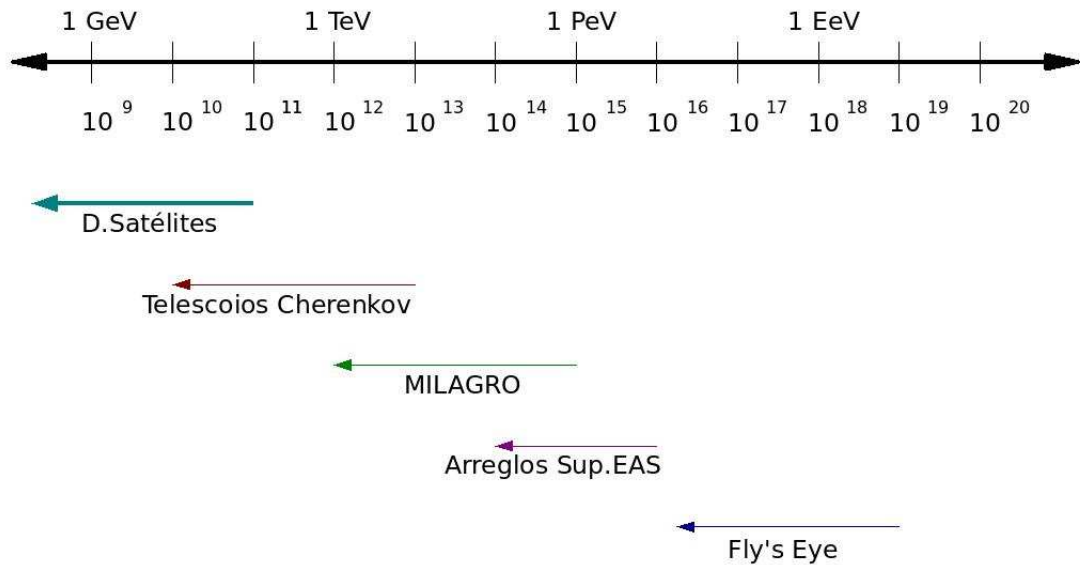 1 GeV 1 TeV 1 PeV 1 EeV
10 9 10 10 10 11 10 12 10 13 10 14 10 15 10 16 10 17 10 18 10 19 10 20
D.Satélites
Telescoios Cherenkov
MILAGRO
Arreglos Sup.EAS
Fly's Eye